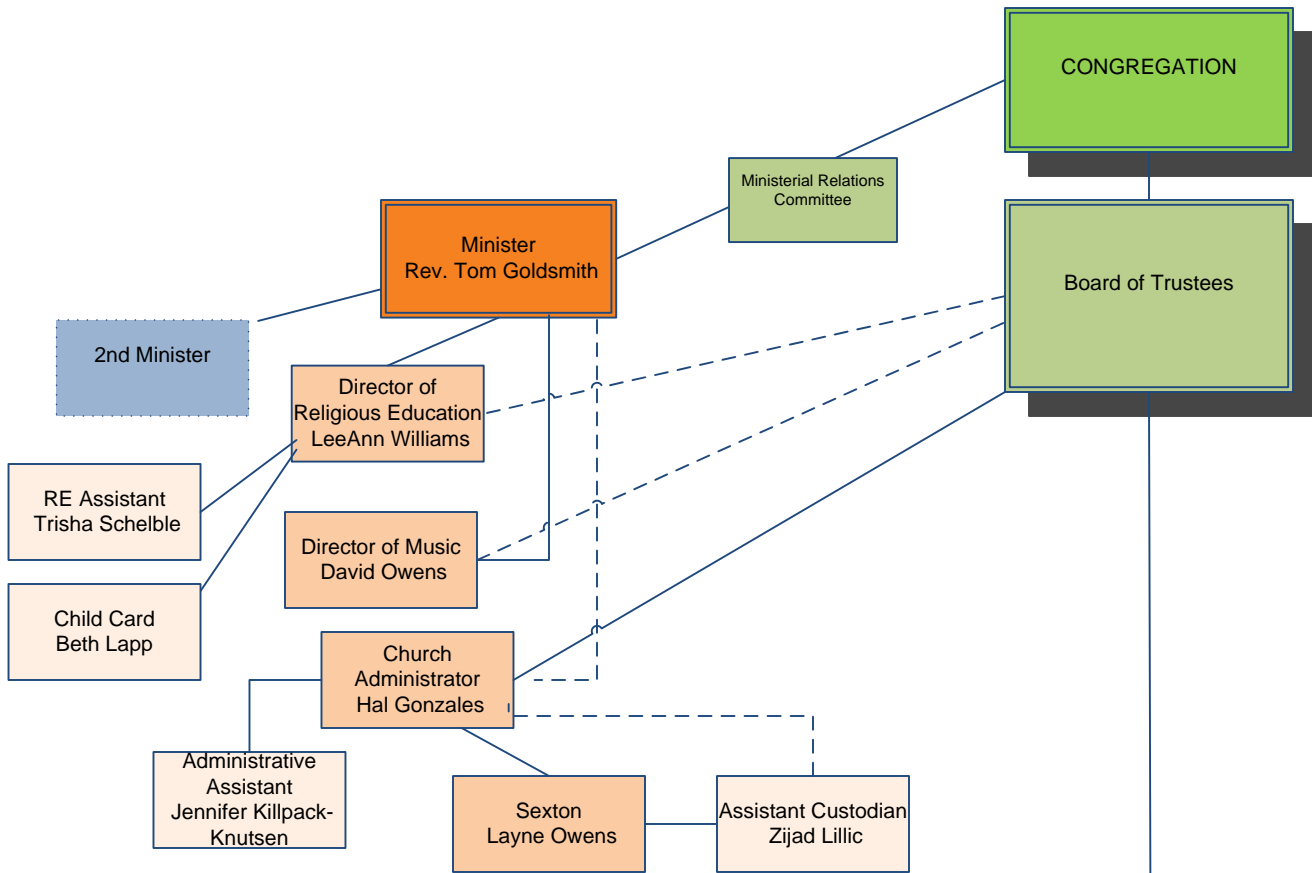 CONGREGATION
Ministerial Relations
Committee
Minister
Rev. Tom Goldsmith
Board of Trustees
2nd Minister
Director of
Religious Education
LeeAnn Williams
RE Assistant
Trisha Schelble
Director of Music
David Owens
Child Card
Beth Lapp
Church
Administrator
Hal Gonzales
Administrative
Assistant
Jennifer Killpack-
Knutsen
Sexton
Layne Owens
Assistant Custodian
Zijad Lillic